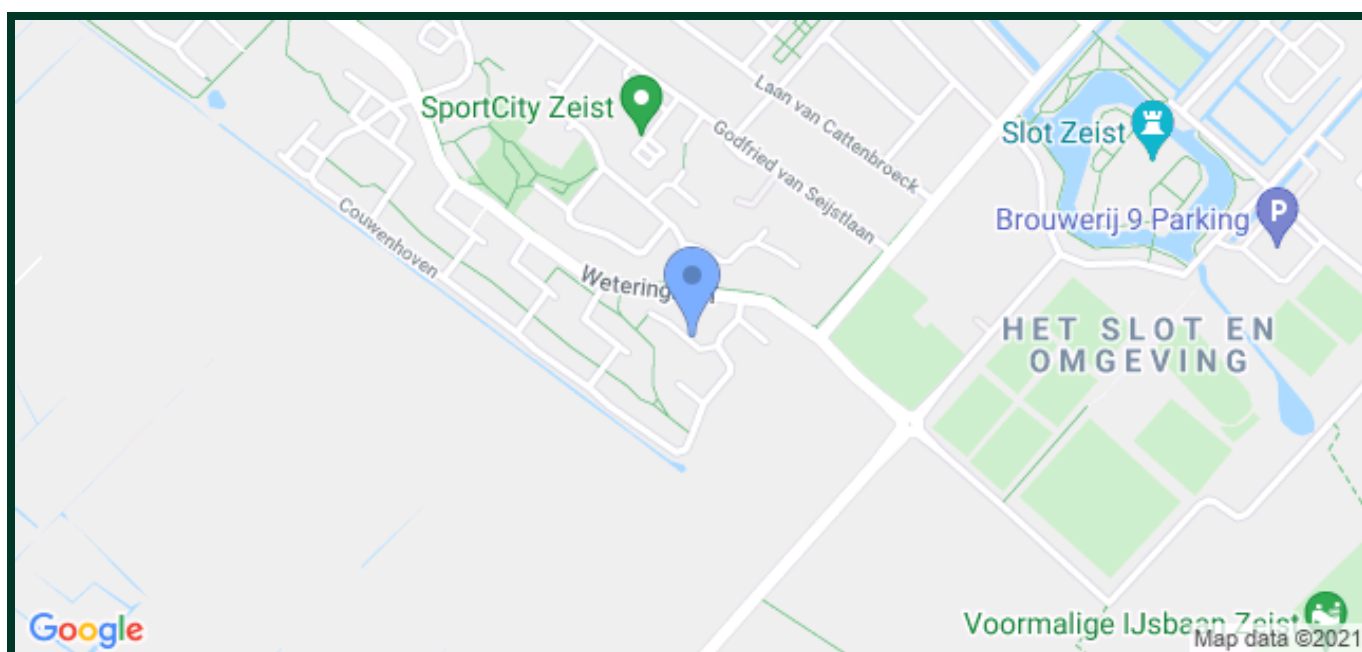 Laan van Cattenbroeck
SportCity Zeist
Godfried van Seijstlaan
Slot Zeist
Couwenhoven
Brouwerij 9 Parking
P
HET SLOT EN
OMGEVING
Google
Voormalige IJsbaan Zeist
Map data ©2021